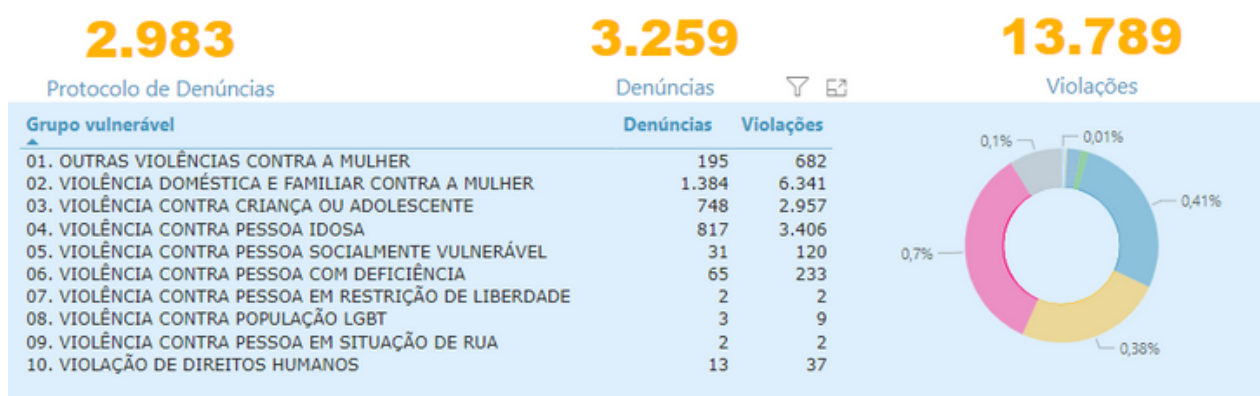 2.983 3.259 13.789
Protocolo de Denúncias Denúncias Violações
Grupo vulnerável Denúncias Violações
01. OUTRAS VIOLÊNCIAS CONTRA A MULHER 195 682
02. VIOLÊNCIA DOMÉSTICA E FAMILIAR CONTRA A MULHER 1.384 6.341
03. VIOLÊNCIA CONTRA CRIANÇA OU ADOLESCENTE 748 2.957
04. VIOLÊNCIA CONTRA PESSOA IDOSA 817 3.406
05. VIOLÊNCIA CONTRA PESSOA SOCIALMENTE VULNERÁVEL 31 120
06. VIOLÊNCIA CONTRA PESSOA COM DEFICIÊNCIA 65 233
07. VIOLÊNCIA CONTRA PESSOA EM RESTRIÇÃO DE LIBERDADE 2 2
08. VIOLÊNCIA CONTRA POPULAÇÃO LGBT 3 9
09. VIOLÊNCIA CONTRA PESSOA EM SITUAÇÃO DE RUA 2 2
10. VIOLAÇÃO DE DIREITOS HUMANOS 13 37
0,1% 0,01%
0,41%
0,7%
0,38%